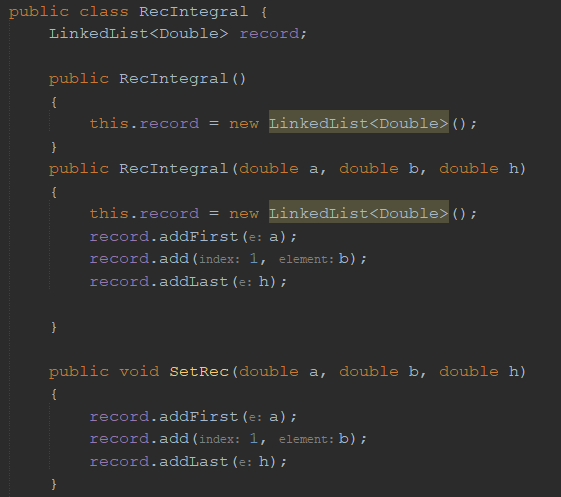 public class RecIntegral {
    LinkedList<Double> record;

    public RecIntegral()
    {
        this.record = new LinkedList<Double>();
    }
    public RecIntegral(double a, double b, double h)
    {
        this.record = new LinkedList<Double>();
        record.addFirst(e: a);
        record.add(index: 1, element: b);
        record.addLast(e: h);

    }

    public void SetRec(double a, double b, double h)
    {
        record.addFirst(e: a);
        record.add(index: 1, element: b);
        record.addLast(e: h);
    }